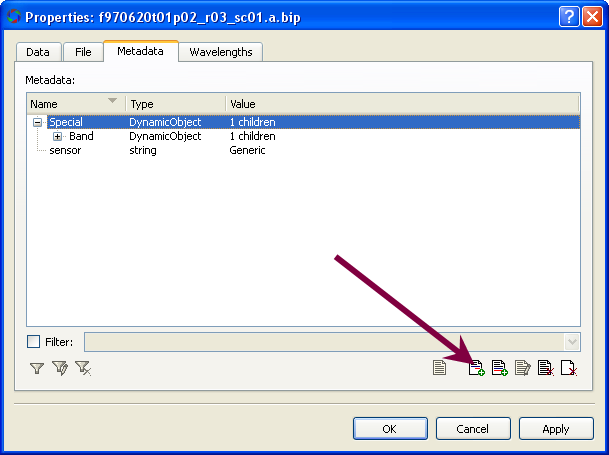 Properties: f970620t01p02_r03_sc01.a.bip
Data File Metadata Wavelengths
Metadata:
Name Type Value
Special DynamicObject 1 children
Band DynamicObject 1 children
sensor string Generic
Filter:
OK Cancel Apply